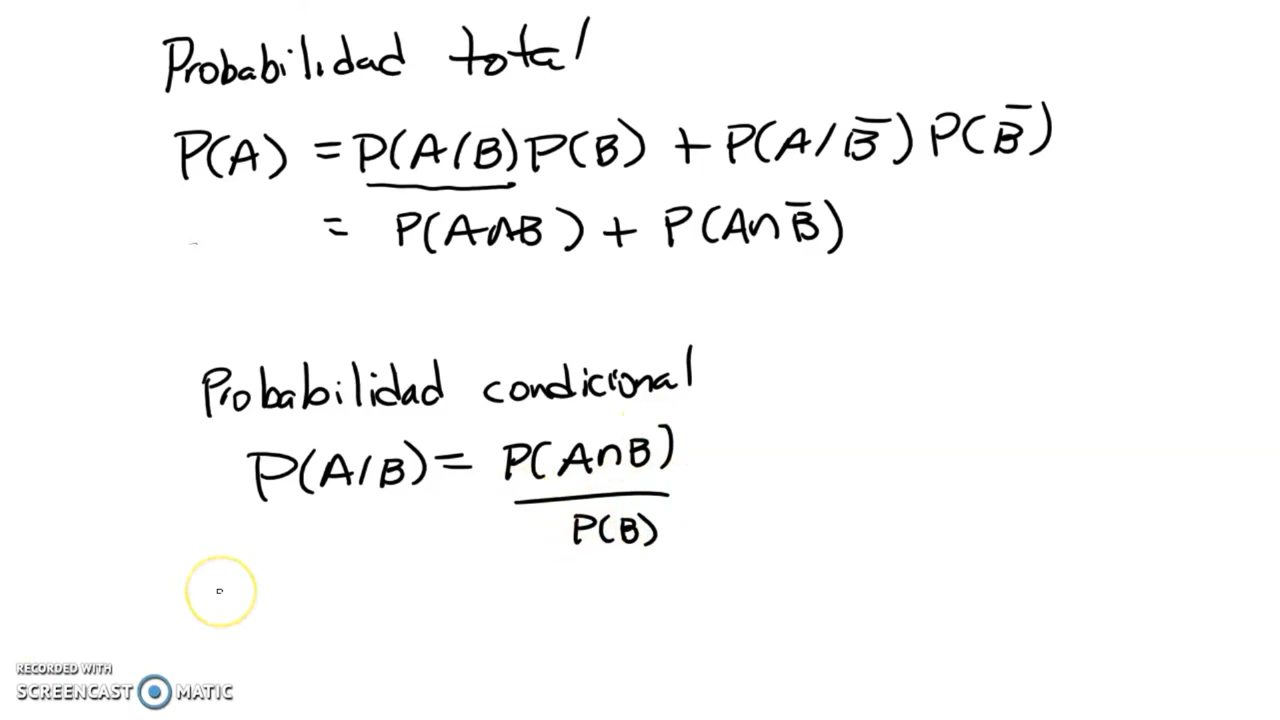 Probabilidad total
P(A) = P(A/B)P(B) + P(A/B̅)P(B̅)
= P(A∩B) + P(A∩B̅)
Probabilidad condicional
P(A/B) = P(A∩B)
P(B)
RECORDED WITH
SCREENCAST MATIC